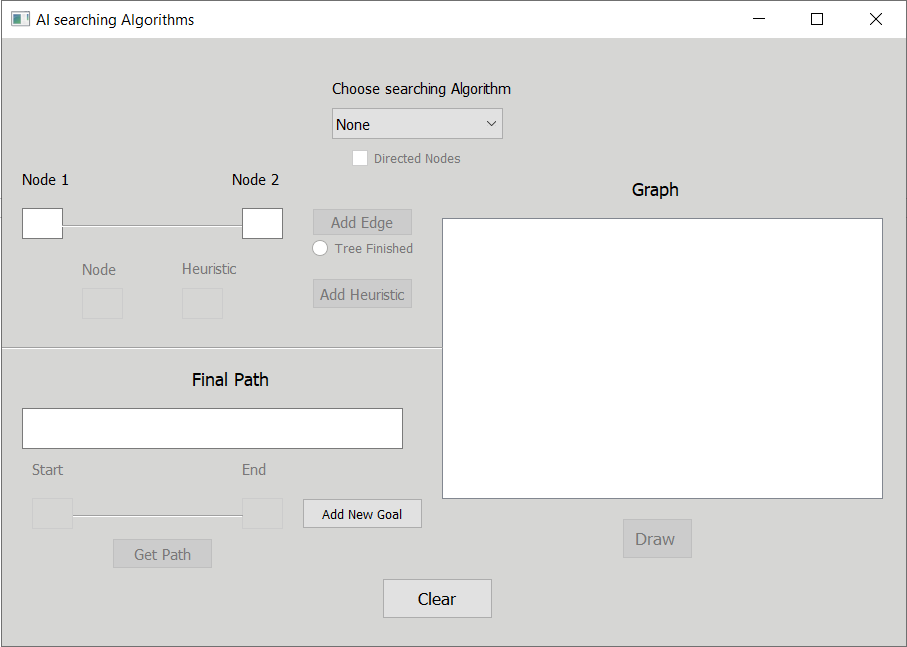 AI searching Algorithms
Choose searching Algorithm
None
Directed Nodes
Node 1
Node 2
Graph
Add Edge
Tree Finished
Node
Heuristic
Add Heuristic
Final Path
Start
End
Add New Goal
Get Path
Draw
Clear